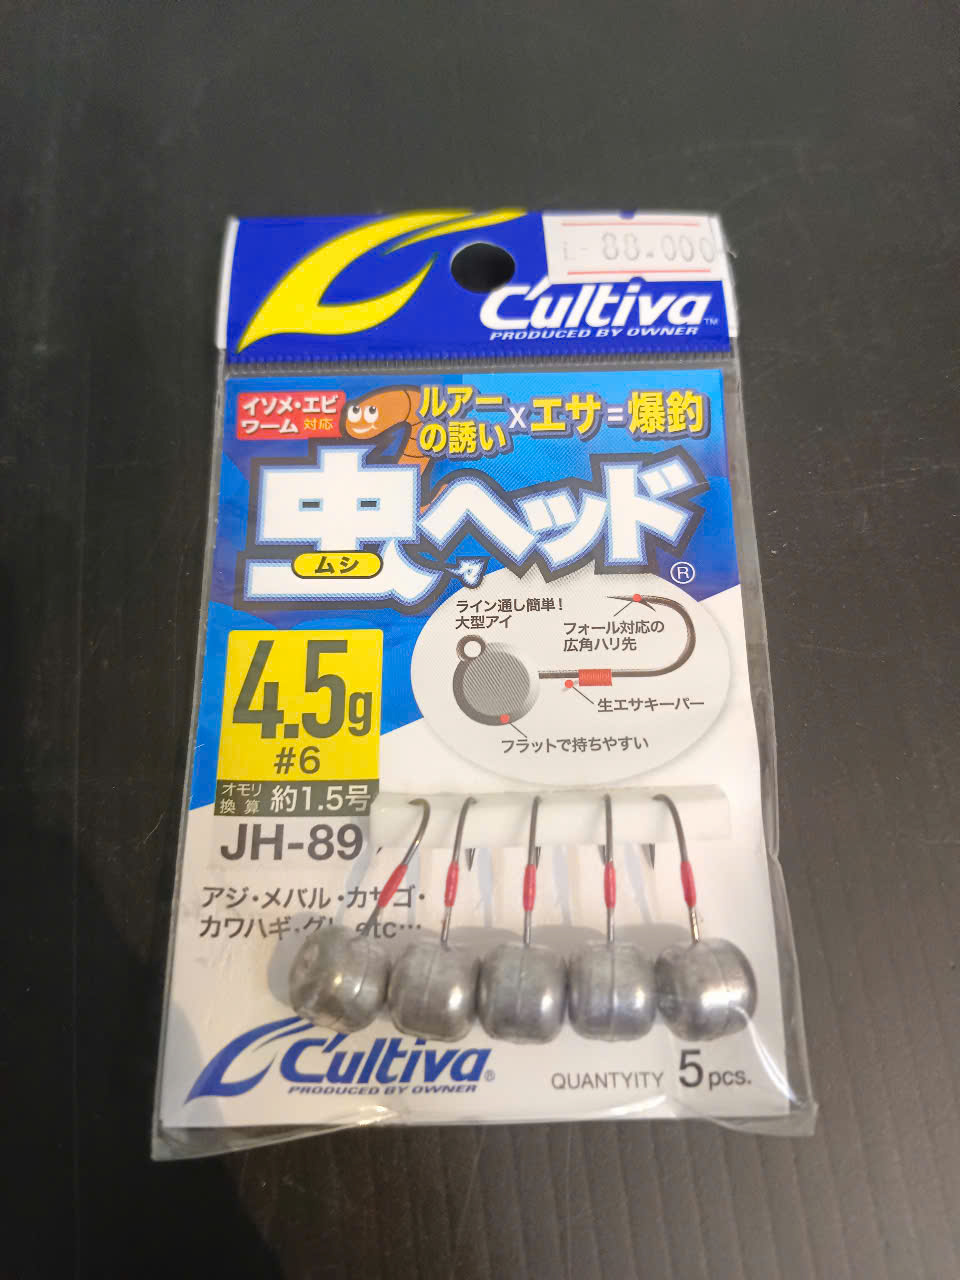 L-88.000
C'ultiva™
PRODUCED BY OWNER
イソメ・エビ
ワーム対応
ルアー
の誘い×エサ=爆釣
虫ヘッド®
ムシ
ライン通し簡単!
大型アイ
フォール対応の
広角ハリ先
生エサキーパー
フラットで持ちやすい
4.5g
#6
オモリ
換算 約1.5号
JH-89
アジ・メバル・カサゴ・
カワハギ・グレ etc…
C'ultiva®
PRODUCED BY OWNER
QUANTYITY 5pcs.